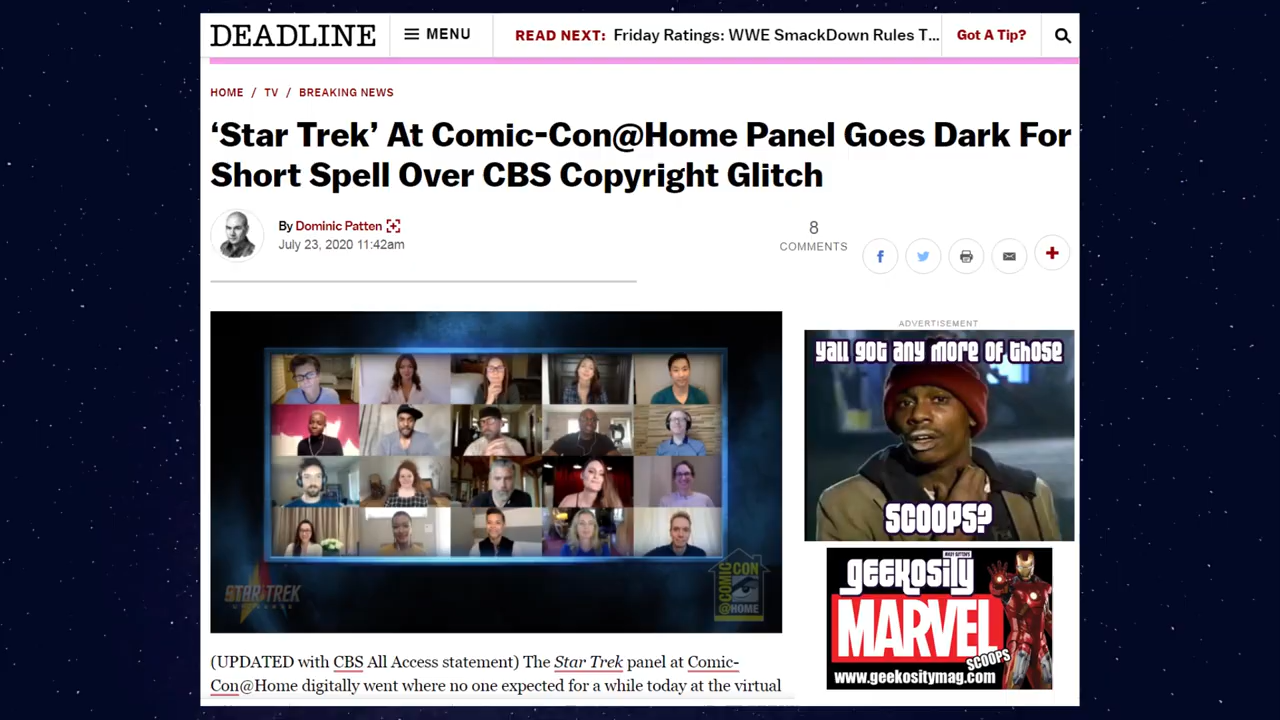 DEADLINE
MENU
READ NEXT: Friday Ratings: WWE SmackDown Rules T...
Got A Tip?
HOME / TV / BREAKING NEWS
‘Star Trek’ At Comic-Con@Home Panel Goes Dark For
Short Spell Over CBS Copyright Glitch
By Dominic Patten
July 23, 2020 11:42am
8
COMMENTS
ADVERTISEMENT
yall got any more of those
SCOOPS?
STAR TREK
UNIVERSE
COMIC CON
@HOME
geekosity
MARVEL
SCOOPS
www.geekositymag.com
(UPDATED with CBS All Access statement) The Star Trek panel at Comic-
Con@Home digitally went where no one expected for a while today at the virtual